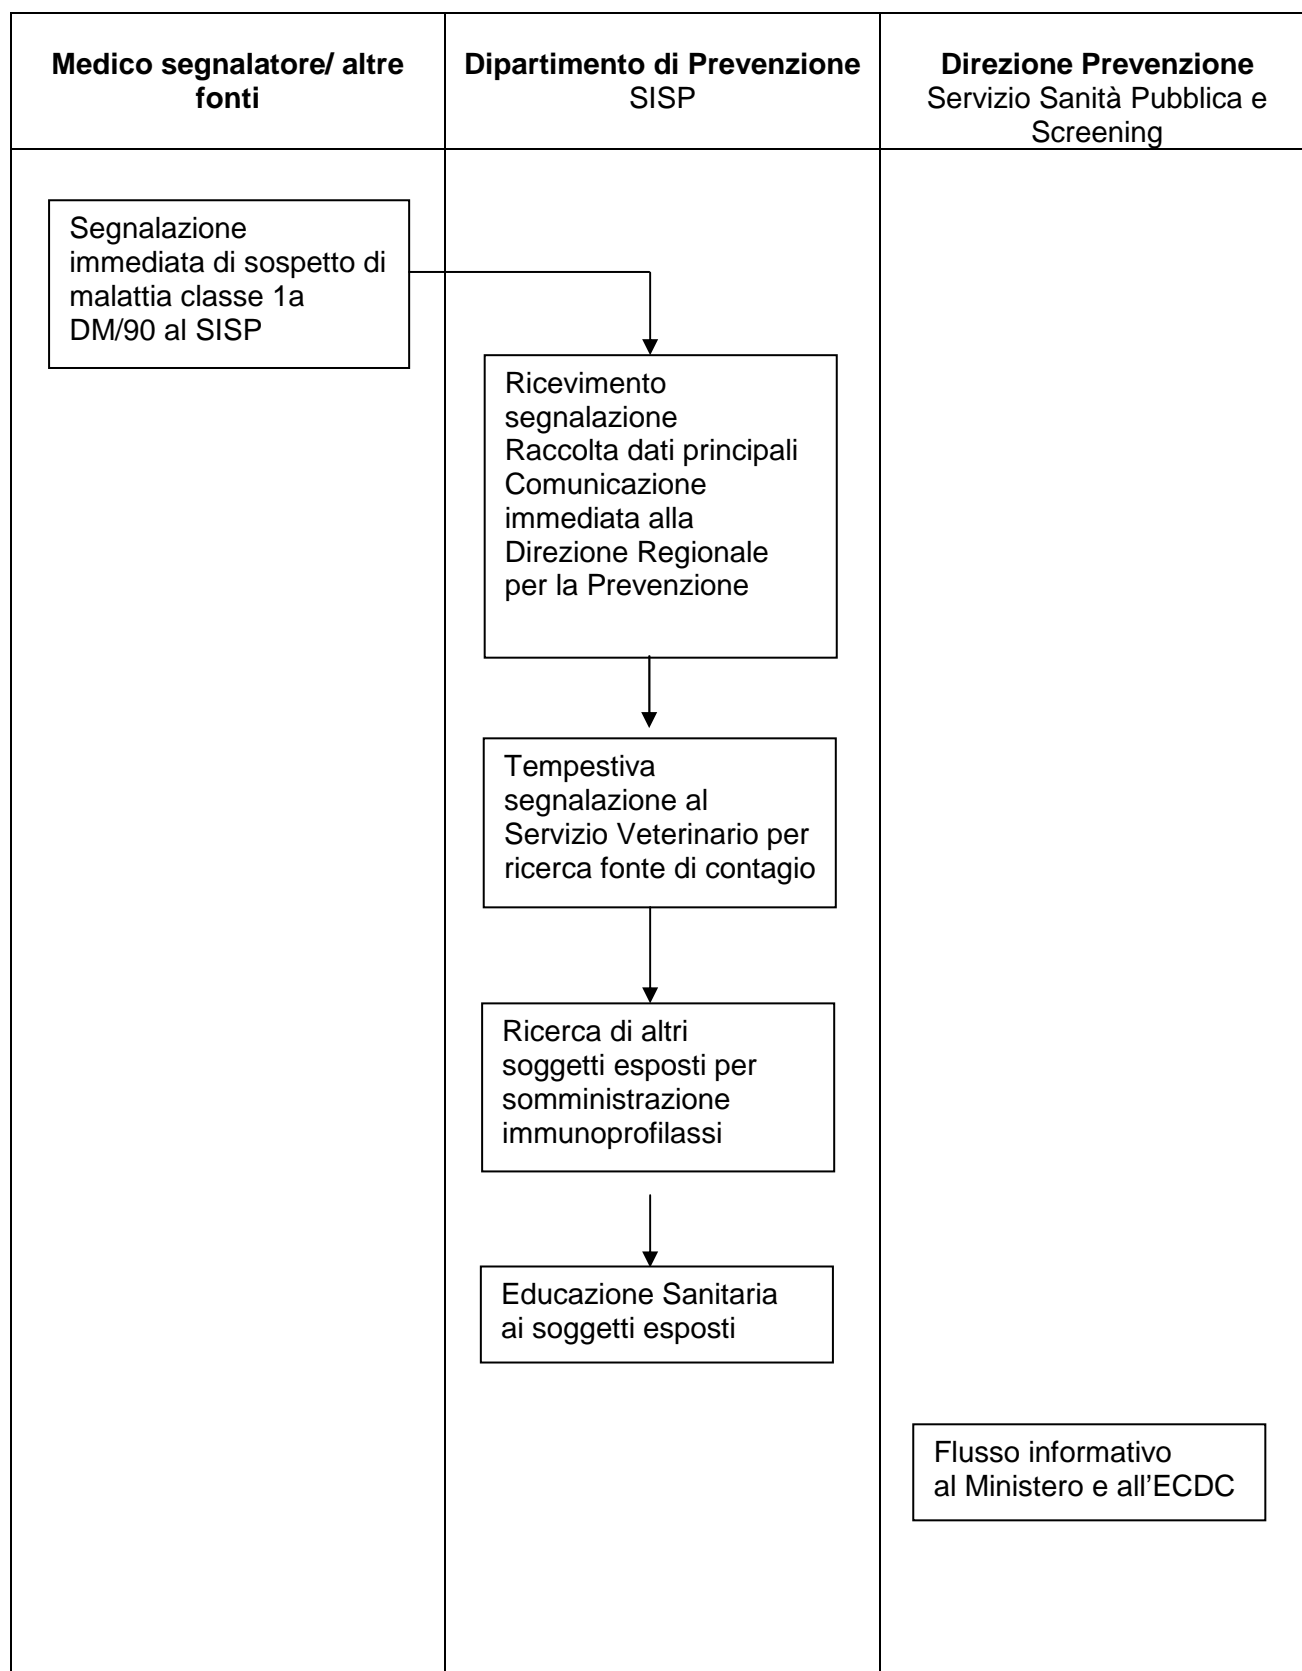 Medico segnalatore/ altre
fonti
Dipartimento di Prevenzione
SISP
Direzione Prevenzione
Servizio Sanità Pubblica e
Screening
Segnalazione
immediata di sospetto di
malattia classe 1a
DM/90 al SISP
Ricevimento
segnalazione
Raccolta dati principali
Comunicazione
immediata alla
Direzione Regionale
per la Prevenzione
Tempestiva
segnalazione al
Servizio Veterinario per
ricerca fonte di contagio
Ricerca di altri
soggetti esposti per
somministrazione
immunoprofilassi
Educazione Sanitaria
ai soggetti esposti
Flusso informativo
al Ministero e all’ECDC